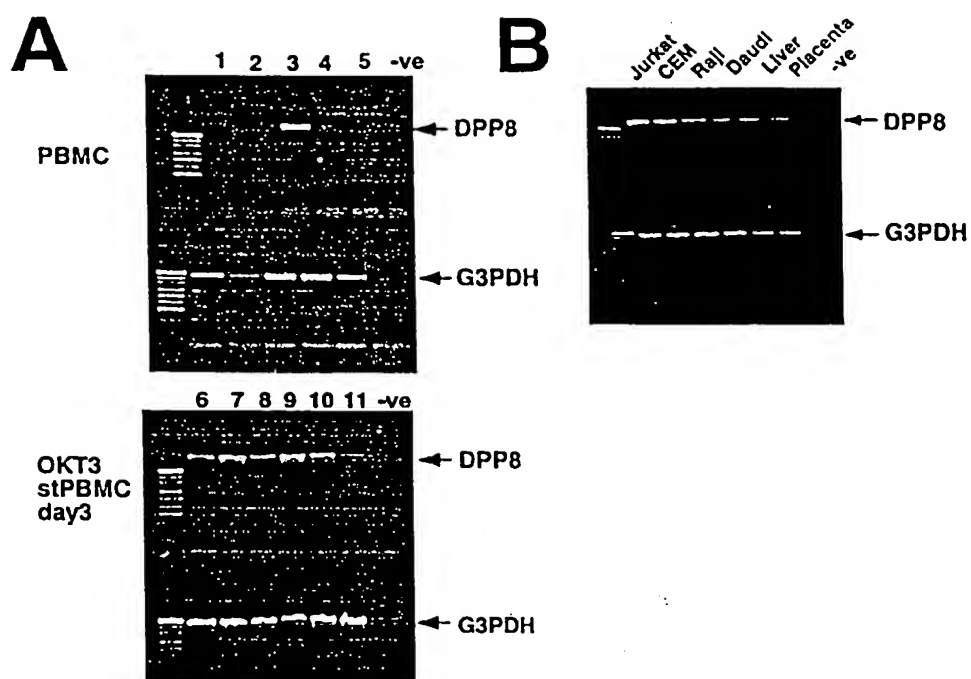 A
1 2 3 4 5 -ve
PBMC
DPP8
G3PDH
6 7 8 9 10 11 -ve
OKT3
stPBMC
day3
DPP8
G3PDH
B
Jurkat
CEM
Raji
Daudi
Liver
Placenta
-ve
DPP8
G3PDH